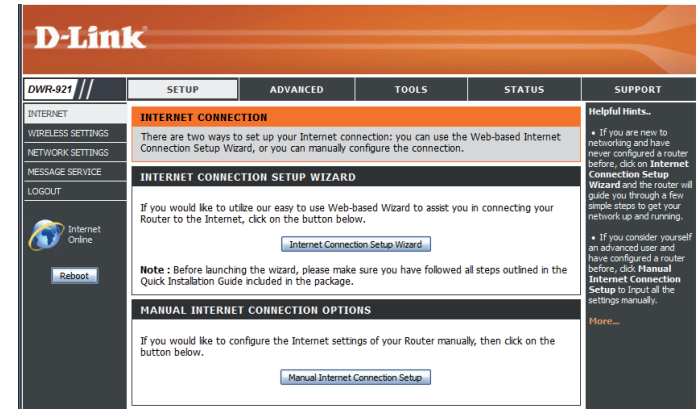 D-Link
DWR-921
SETUP ADVANCED TOOLS STATUS SUPPORT
INTERNET
WIRELESS SETTINGS
NETWORK SETTINGS
MESSAGE SERVICE
LOGOUT
Internet
Online
Reboot
INTERNET CONNECTION
There are two ways to set up your Internet connection: you can use the Web-based Internet
Connection Setup Wizard, or you can manually configure the connection.
INTERNET CONNECTION SETUP WIZARD
If you would like to utilize our easy to use Web-based Wizard to assist you in connecting your
Router to the Internet, click on the button below.
Internet Connection Setup Wizard
Note : Before launching the wizard, please make sure you have followed all steps outlined in the
Quick Installation Guide included in the package.
MANUAL INTERNET CONNECTION OPTIONS
If you would like to configure the Internet settings of your Router manually, then click on the
button below.
Manual Internet Connection Setup
Helpful Hints..
• If you are new to
networking and have
never configured a router
before, click on Internet
Connection Setup
Wizard and the router will
guide you through a few
simple steps to get your
network up and running.
• If you consider yourself
an advanced user and
have configured a router
before, click Manual
Internet Connection
Setup to Input all the
settings manually.
More...